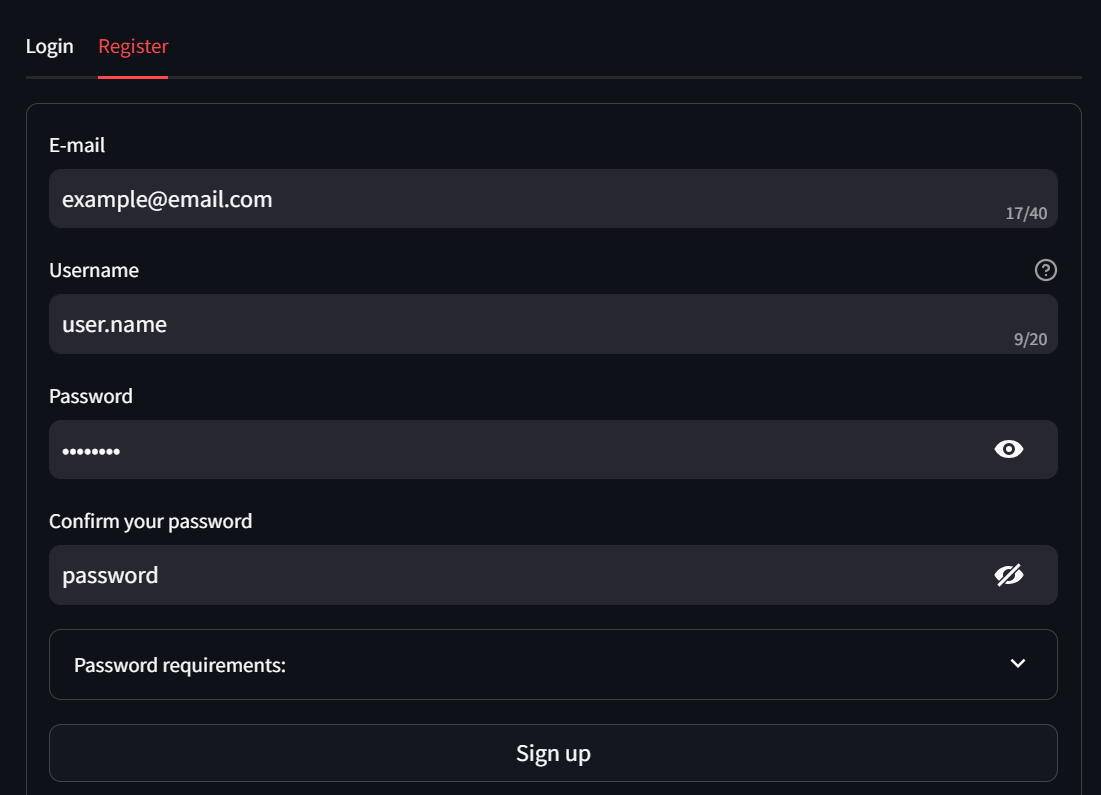 Login Register
E-mail
example@email.com
17/40
Username
user.name
9/20
Password
••••••••
Confirm your password
password
Password requirements:
Sign up